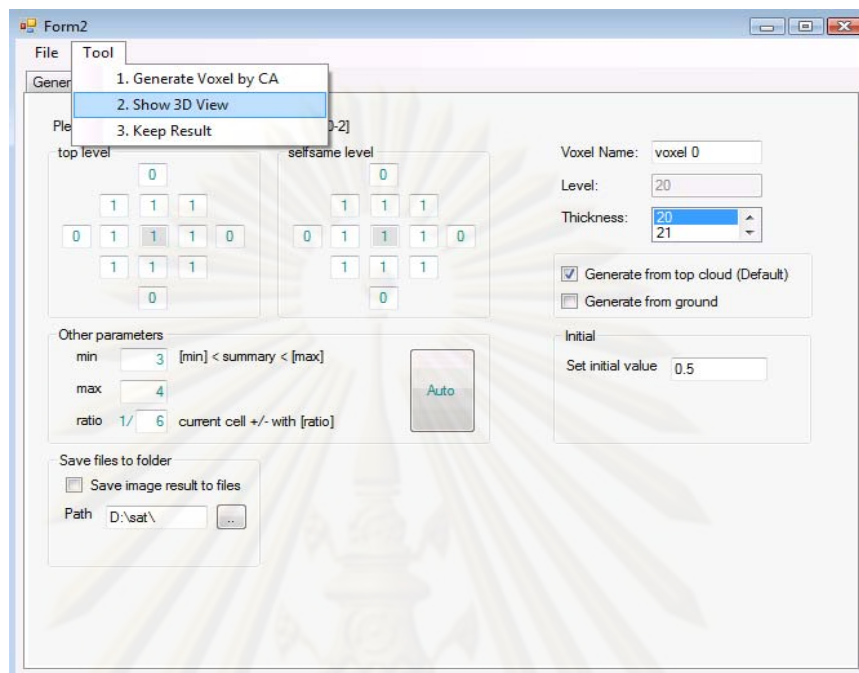 Form2
File Tool
1. Generate Voxel by CA
2. Show 3D View
3. Keep Result
top level
0
1 1 1
0 1 1 1 0
1 1 1
0
selfsame level
0
1 1 1
0 1 1 1 0
1 1 1
0
Voxel Name: voxel 0
Level: 20
Thickness: 20
21
Generate from top cloud (Default)
Generate from ground
Other parameters
min 3 [min] < summary < [max]
max 4
ratio 1/ 6 current cell +/- with [ratio]
Auto
Initial
Set initial value 0.5
Save files to folder
Save image result to files
Path D:\sat\ ..